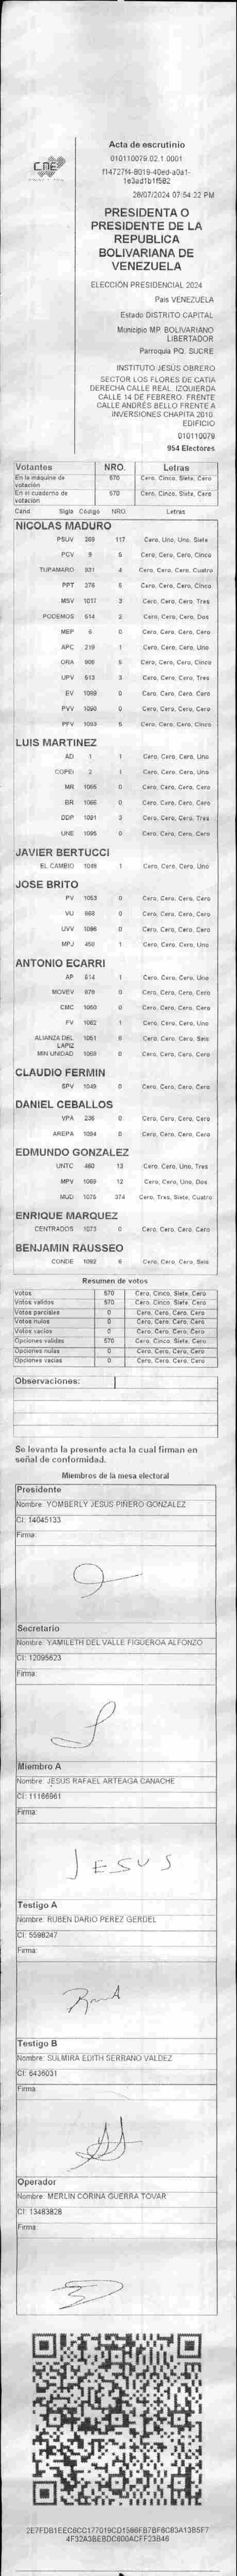 CNE
Acta de escrutinio
010110079.02.1.0001
f14727f4-8019-40ed-a0a1-
1e3ad1b1f582
28/07/2024 07:54:22 PM
PRESIDENTA O
PRESIDENTE DE LA
REPUBLICA
BOLIVARIANA DE
VENEZUELA
ELECCIÓN PRESIDENCIAL 2024
País VENEZUELA
Estado DISTRITO CAPITAL
Municipio MP. BOLIVARIANO
LIBERTADOR
Parroquia PQ. SUCRE
INSTITUTO JESÚS OBRERO
SECTOR LOS FLORES DE CATIA
DERECHA CALLE REAL. IZQUIERDA
CALLE 14 DE FEBRERO. FRENTE
CALLE ANDRÉS BELLO FRENTE A
INVERSIONES CHAPITA 2010
EDIFICIO
010110079
954 Electores
Votantes NRO. Letras
En la máquina de votación 570 Cero, Cinco, Siete, Cero
En el cuaderno de votación 570 Cero, Cinco, Siete, Cero
Cand Sigla Código NRO. Letras
NICOLAS MADURO
PSUV 269 117 Cero, Uno, Uno, Siete
PCV 9 5 Cero, Cero, Cero, Cinco
TUPAMARO 931 4 Cero, Cero, Cero, Cuatro
PPT 376 5 Cero, Cero, Cero, Cinco
MSV 1017 3 Cero, Cero, Cero, Tres
PODEMOS 514 2 Cero, Cero, Cero, Dos
MEP 6 0 Cero, Cero, Cero, Cero
APC 219 1 Cero, Cero, Cero, Uno
ORA 906 5 Cero, Cero, Cero, Cinco
UPV 513 3 Cero, Cero, Cero, Tres
EV 1089 0 Cero, Cero, Cero, Cero
PVV 1090 0 Cero, Cero, Cero, Cero
PFV 1093 5 Cero, Cero, Cero, Cinco
LUIS MARTINEZ
AD 1 1 Cero, Cero, Cero, Uno
COPEI 2 1 Cero, Cero, Cero, Uno
MR 1065 0 Cero, Cero, Cero, Cero
BR 1066 0 Cero, Cero, Cero, Cero
DDP 1091 3 Cero, Cero, Cero, Tres
UNE 1095 0 Cero, Cero, Cero, Cero
JAVIER BERTUCCI
EL CAMBIO 1048 1 Cero, Cero, Cero, Uno
JOSE BRITO
PV 1053 0 Cero, Cero, Cero, Cero
VU 868 0 Cero, Cero, Cero, Cero
UVV 1096 0 Cero, Cero, Cero, Cero
MPJ 450 1 Cero, Cero, Cero, Uno
ANTONIO ECARRI
AP 614 1 Cero, Cero, Cero, Uno
MOVEV 879 0 Cero, Cero, Cero, Cero
CMC 1050 0 Cero, Cero, Cero, Cero
FV 1062 1 Cero, Cero, Cero, Uno
ALIANZA DEL LAPIZ 1051 6 Cero, Cero, Cero, Seis
MIN UNIDAD 1069 0 Cero, Cero, Cero, Cero
CLAUDIO FERMIN
SPV 1049 0 Cero, Cero, Cero, Cero
DANIEL CEBALLOS
VPA 236 0 Cero, Cero, Cero, Cero
AREPA 1094 0 Cero, Cero, Cero, Cero
EDMUNDO GONZALEZ
UNTC 460 13 Cero, Cero, Uno, Tres
MPV 1069 12 Cero, Cero, Uno, Dos
MUD 1075 374 Cero, Tres, Siete, Cuatro
ENRIQUE MARQUEZ
CENTRADOS 1073 0 Cero, Cero, Cero, Cero
BENJAMIN RAUSSEO
CONDE 1092 6 Cero, Cero, Cero, Seis
Resumen de votos
Votos 570 Cero, Cinco, Siete, Cero
Votos validos 570 Cero, Cinco, Siete, Cero
Votos parciales 0 Cero, Cero, Cero, Cero
Votos nulos 0 Cero, Cero, Cero, Cero
Votos vacíos 0 Cero, Cero, Cero, Cero
Opciones validas 570 Cero, Cinco, Siete, Cero
Opciones nulas 0 Cero, Cero, Cero, Cero
Opciones vacias 0 Cero, Cero, Cero, Cero
Observaciones:
Se levanta la presente acta la cual firman en
señal de conformidad.
Miembros de la mesa electoral
Presidente
Nombre: YOMBERLY JESUS PIÑERO GONZALEZ
CI: 14045133
Firma:
Secretario
Nombre: YAMILETH DEL VALLE FIGUEROA ALFONZO
CI: 12095623
Firma:
Miembro A
Nombre: JESUS RAFAEL ARTEAGA CANACHE
CI: 11166961
Firma:
JESUS
Testigo A
Nombre: RUBEN DARIO PEREZ GERDEL
CI: 5598247
Firma:
Testigo B
Nombre: SULMIRA EDITH SERRANO VALDEZ
CI: 6436031
Firma:
Operador
Nombre: MERLIN CORINA GUERRA TOVAR
CI: 13483828
Firma:
2E7FDB1EEC6CC177019CD1586FB7BF6C83A13B5F7
4F32A3BEBDC600ACFF23B46